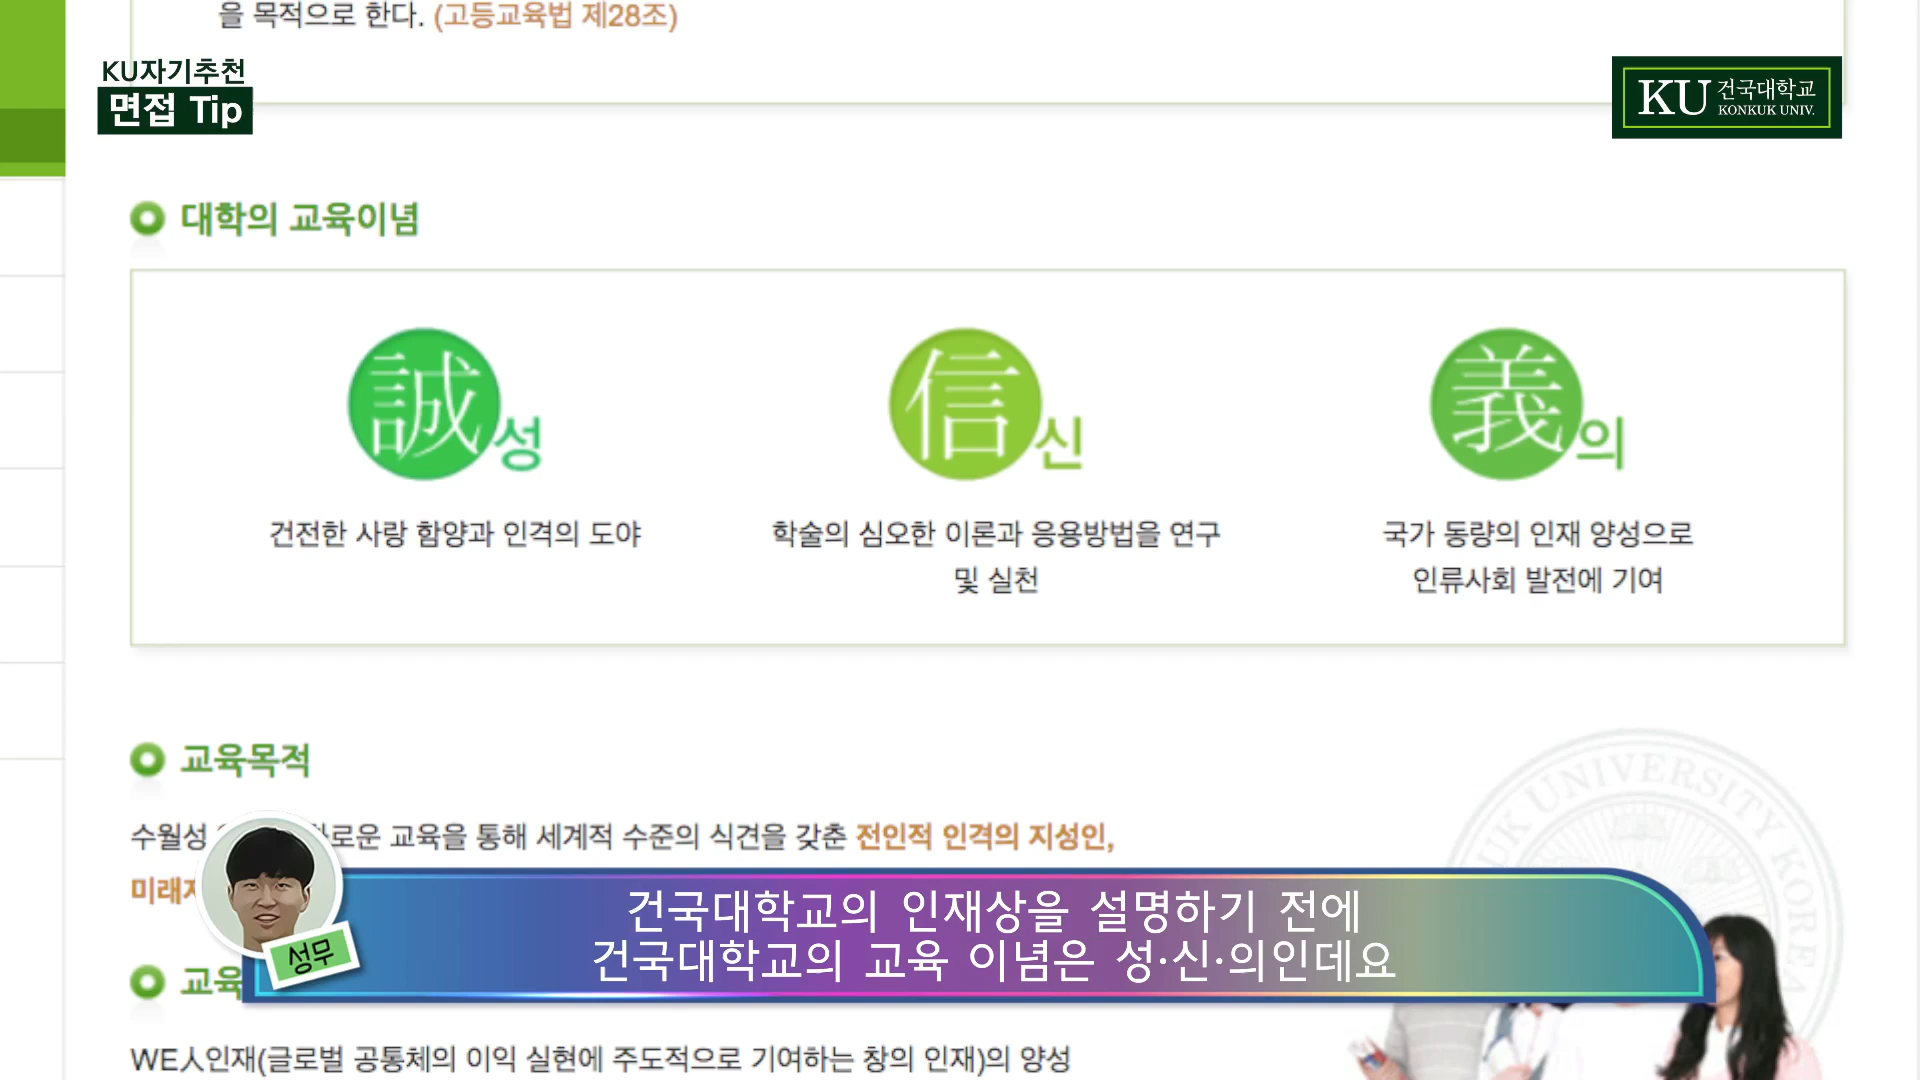 을 목적으로 한다. (고등교육법 제28조)
KU자기추천
면접 Tip
KU 건국대학교
KONKUK UNIV.
대학의 교육이념
誠성
信신
義의
건전한 사랑 함양과 인격의 도야
학술의 심오한 이론과 응용방법을 연구
및 실천
국가 동량의 인재 양성으로
인류사회 발전에 기여
교육목적
수월성 로운 교육을 통해 세계적 수준의 식견을 갖춘 전인적 인격의 지성인,
미래
UK UNIVERSITY KOREA
성무
건국대학교의 인재상을 설명하기 전에
건국대학교의 교육 이념은 성·신·의인데요
교육
WE人인재(글로벌 공통체의 이익 실현에 주도적으로 기여하는 창의 인재)의 양성